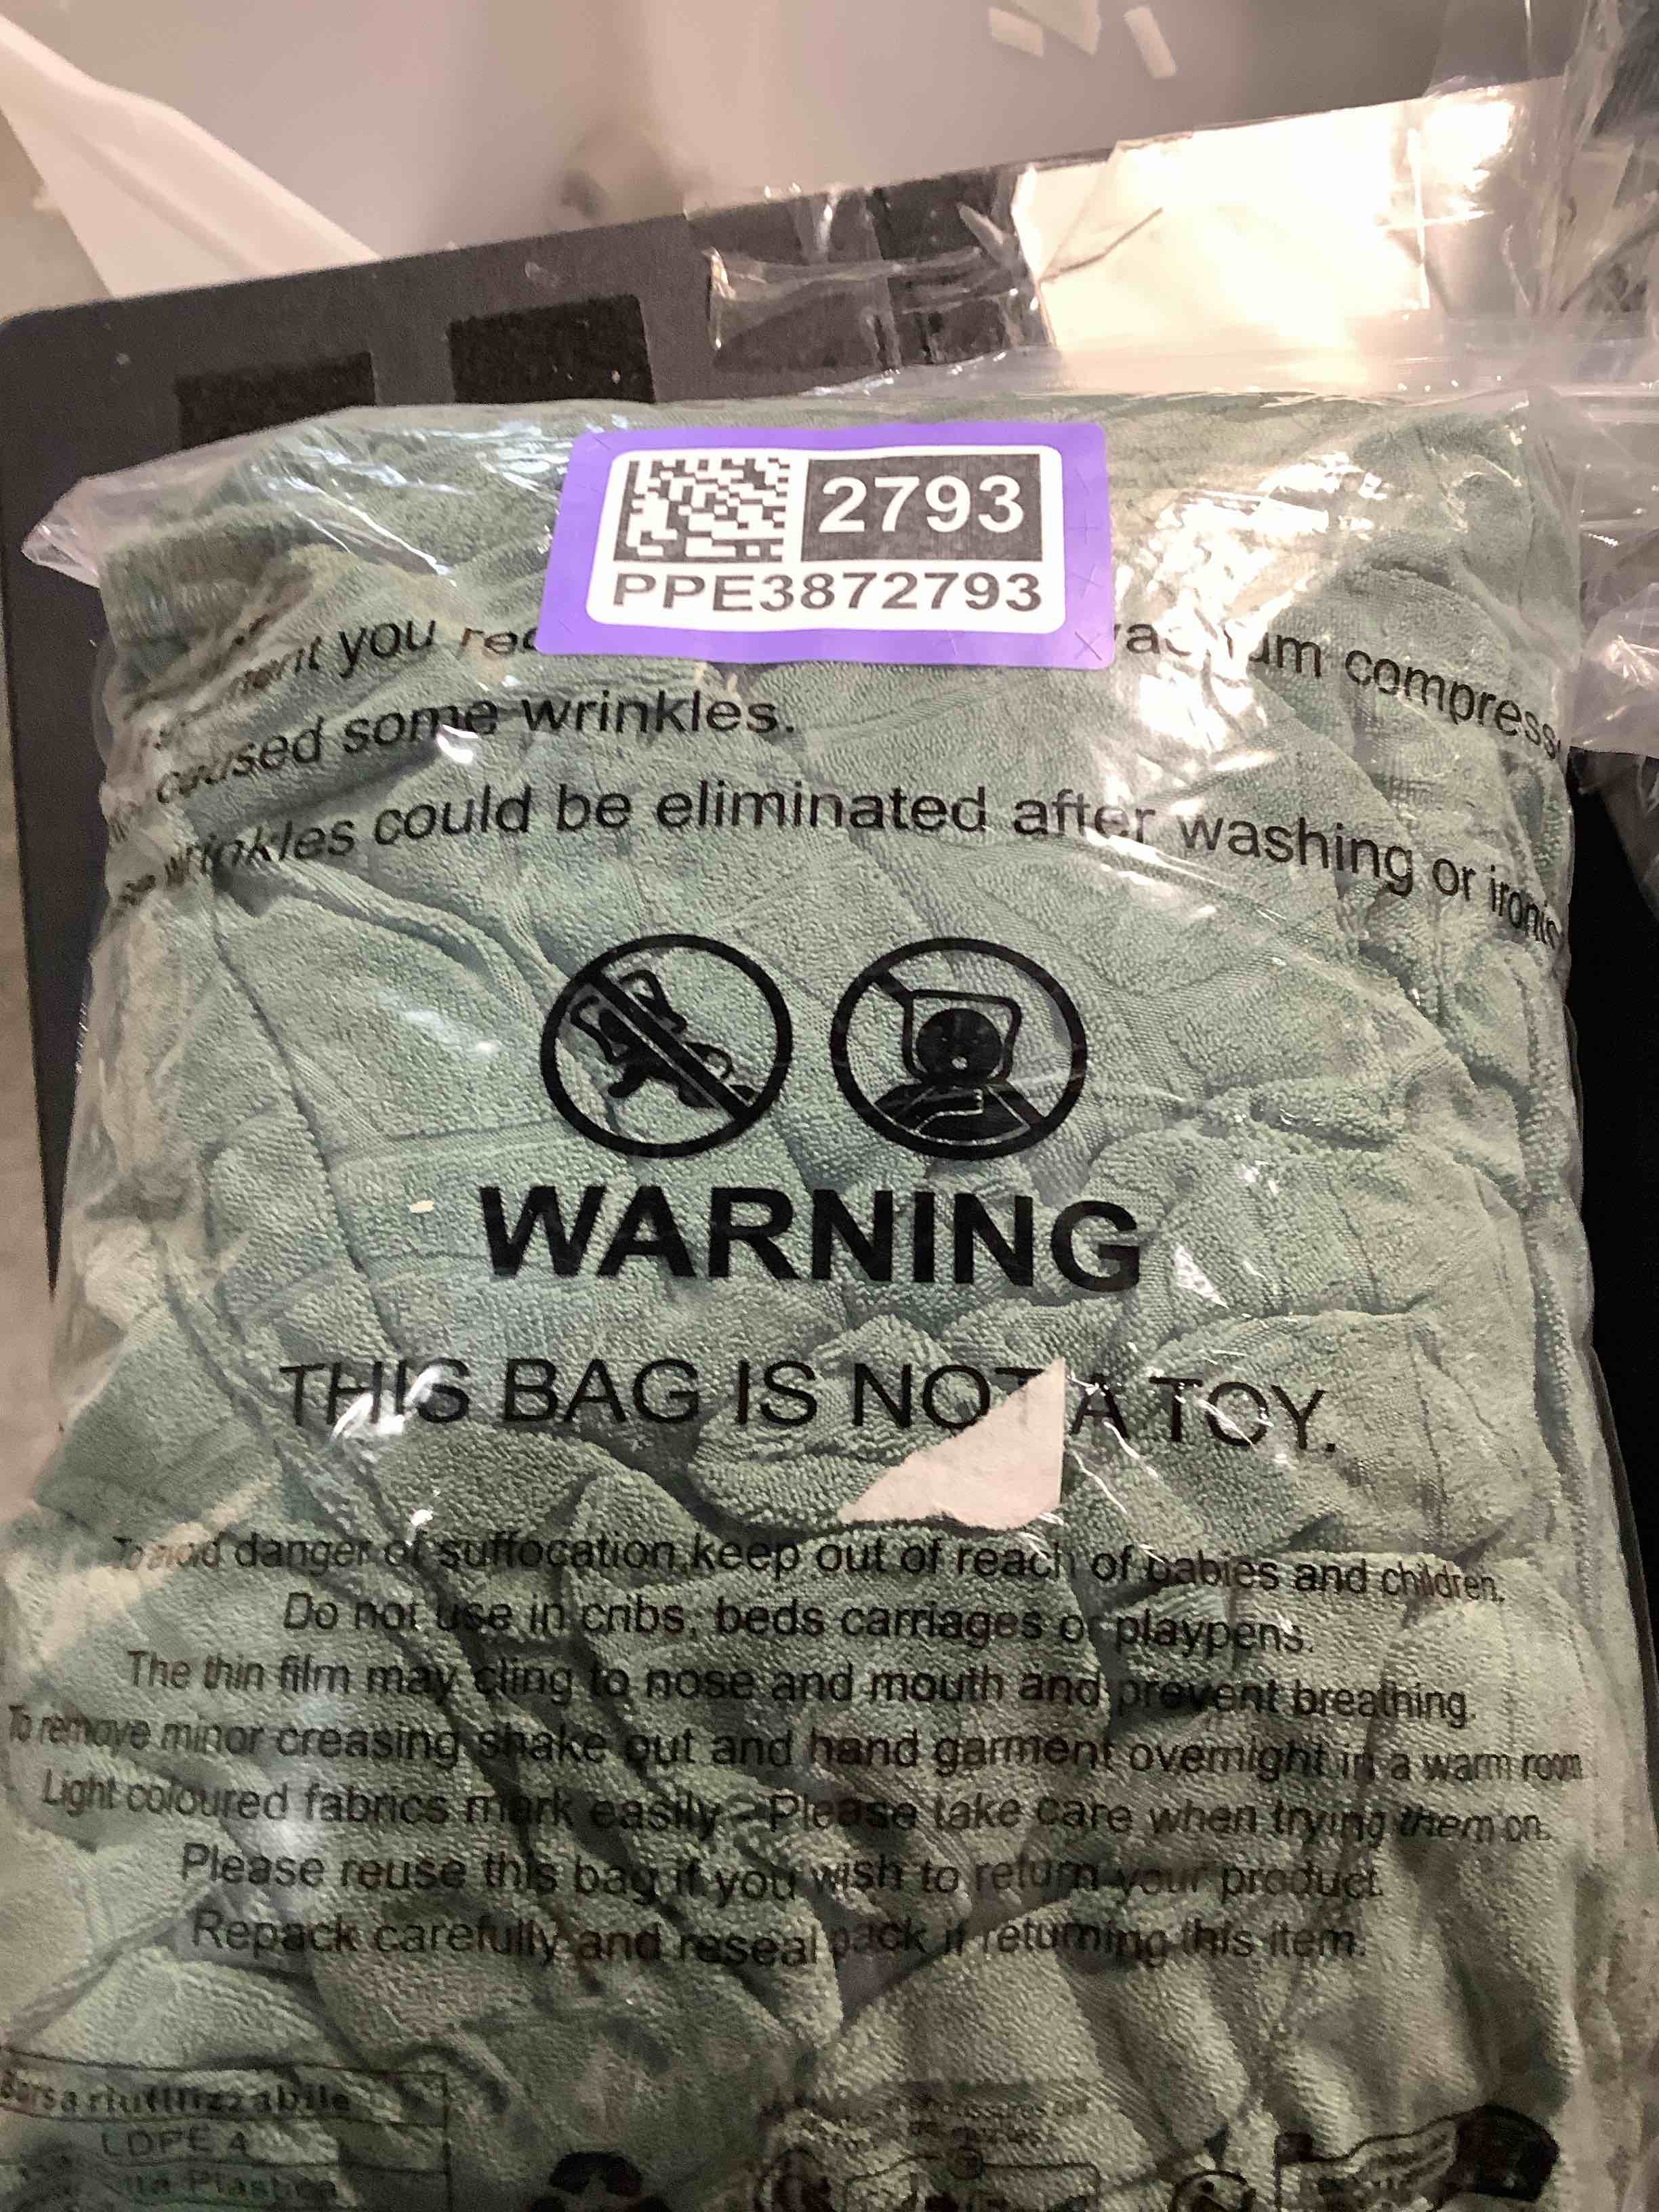 2793
PPE3872793
you compress
caused some wrinkles.
wrinkles could be eliminated after washing or
WARNING
THIS BAG IS NOT A TOY.
danger of suffocation,keep out of reach of babies and children.
Do not use in cribs, beds carriages or playpens.
The thin film may cling to nose and mouth and prevent breathing.
To remove minor creasing shake out and hand garment overnight in a warm room
Light coloured fabrics mark easily - Please take care when trying them on.
Please reuse this bag if you wish to return your product.
Repack carefully and reseal pack if returning this item.
riutilizzabile
LDPE 4
Plastica